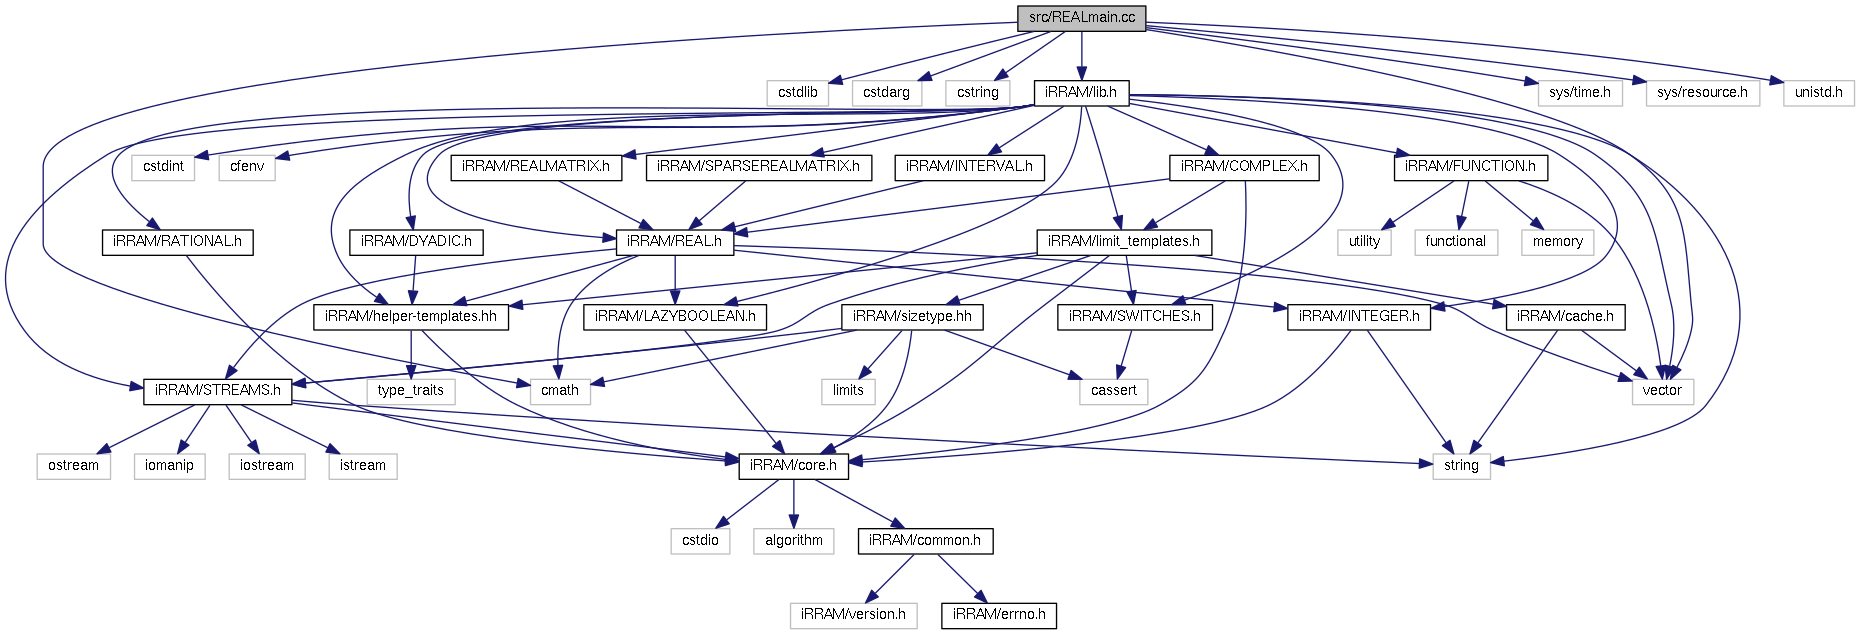 src/REALmain.cc
cstdlib
cstdarg
cstring
iRRAM/lib.h
sys/time.h
sys/resource.h
unistd.h
cstdint
cfenv
iRRAM/REALMATRIX.h
iRRAM/SPARSEREALMATRIX.h
iRRAM/INTERVAL.h
iRRAM/COMPLEX.h
iRRAM/FUNCTION.h
iRRAM/RATIONAL.h
iRRAM/DYADIC.h
iRRAM/REAL.h
iRRAM/limit_templates.h
utility
functional
memory
iRRAM/helper-templates.hh
iRRAM/LAZYBOOLEAN.h
iRRAM/sizetype.hh
iRRAM/SWITCHES.h
iRRAM/INTEGER.h
iRRAM/cache.h
iRRAM/STREAMS.h
type_traits
cmath
limits
cassert
vector
ostream
iomanip
iostream
istream
iRRAM/core.h
string
cstdio
algorithm
iRRAM/common.h
iRRAM/version.h
iRRAM/errno.h